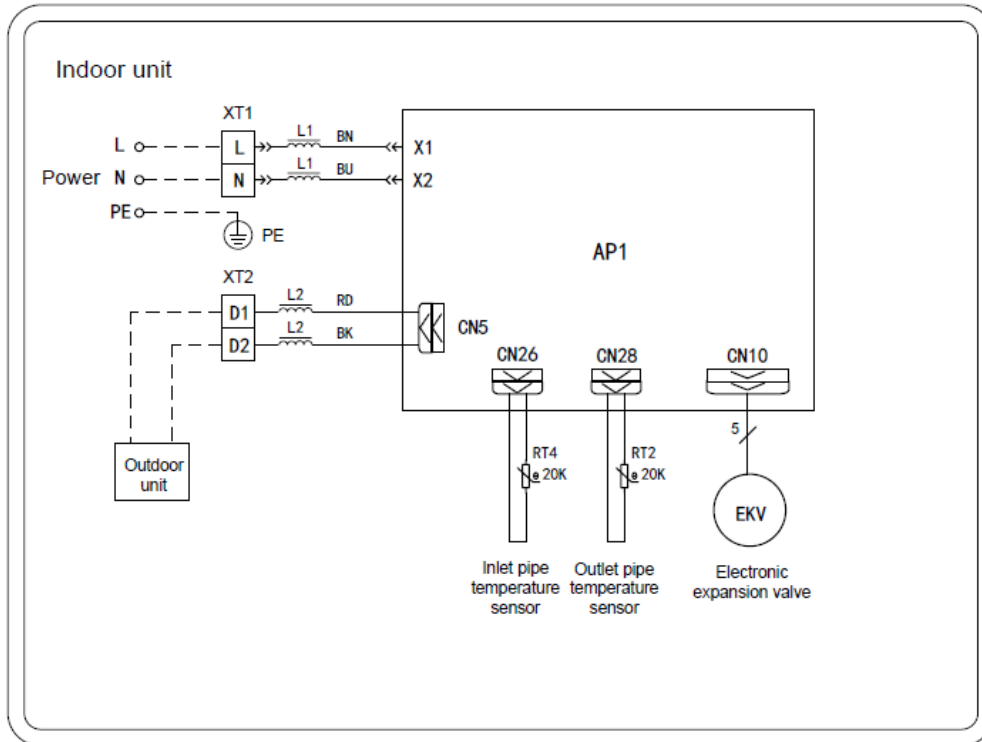 Indoor unit
XT1
L
L
L1
BN
X1
Power
N
N
L1
BU
X2
PE
PE
AP1
XT2
D1
L2
RD
CN5
D2
L2
BK
CN26
CN28
CN10
5
Outdoor
unit
RT4
θ 20K
RT2
θ 20K
EKV
Inlet pipe
temperature
sensor
Outlet pipe
temperature
sensor
Electronic
expansion valve